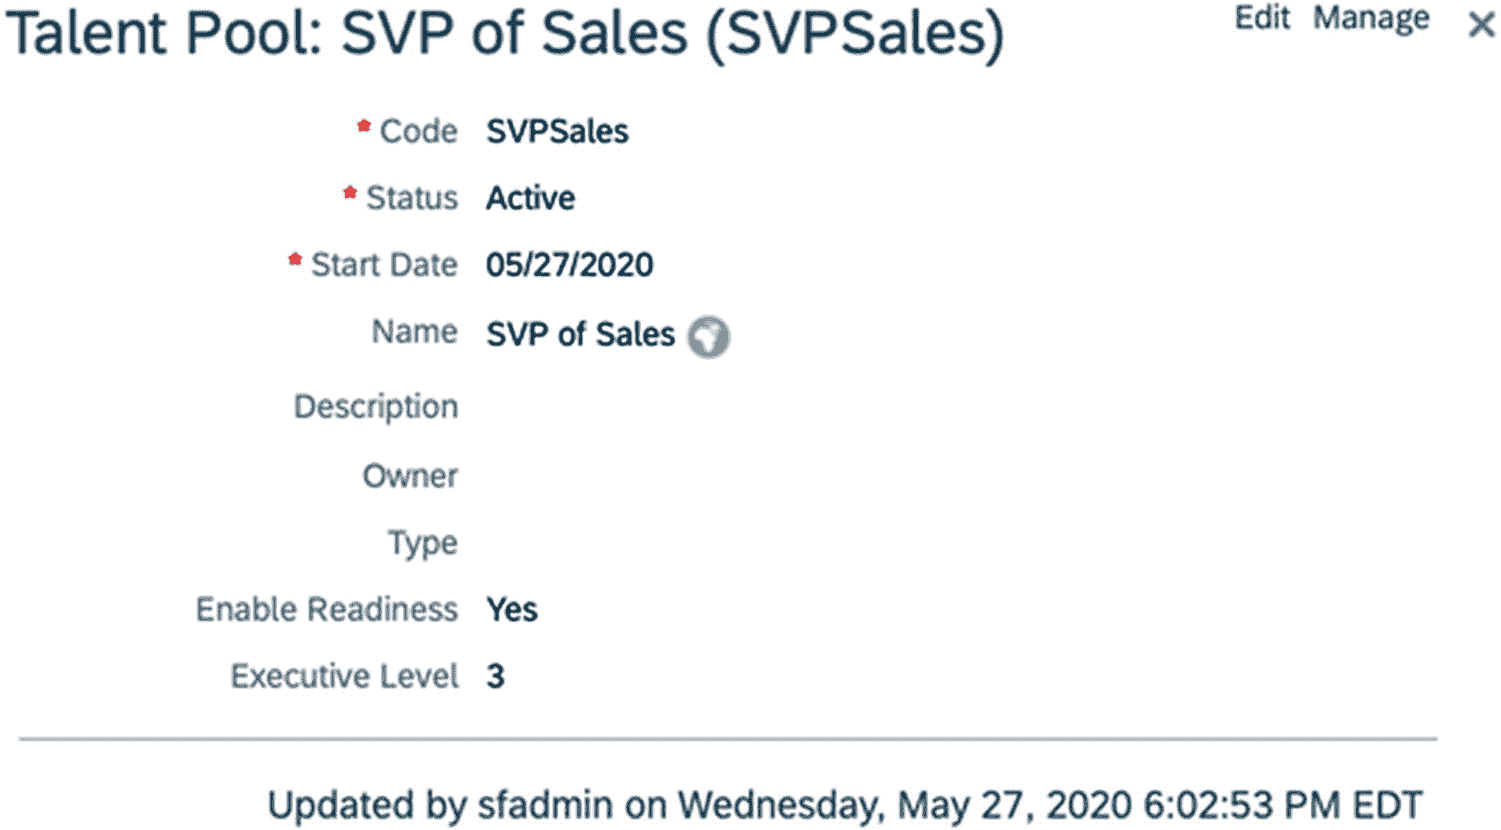 Talent Pool: SVP of Sales (SVPSales) Edit Manage ×
* Code SVPSales
* Status Active
* Start Date 05/27/2020
Name SVP of Sales
Description
Owner
Type
Enable Readiness Yes
Executive Level 3
Updated by sfadmin on Wednesday, May 27, 2020 6:02:53 PM EDT